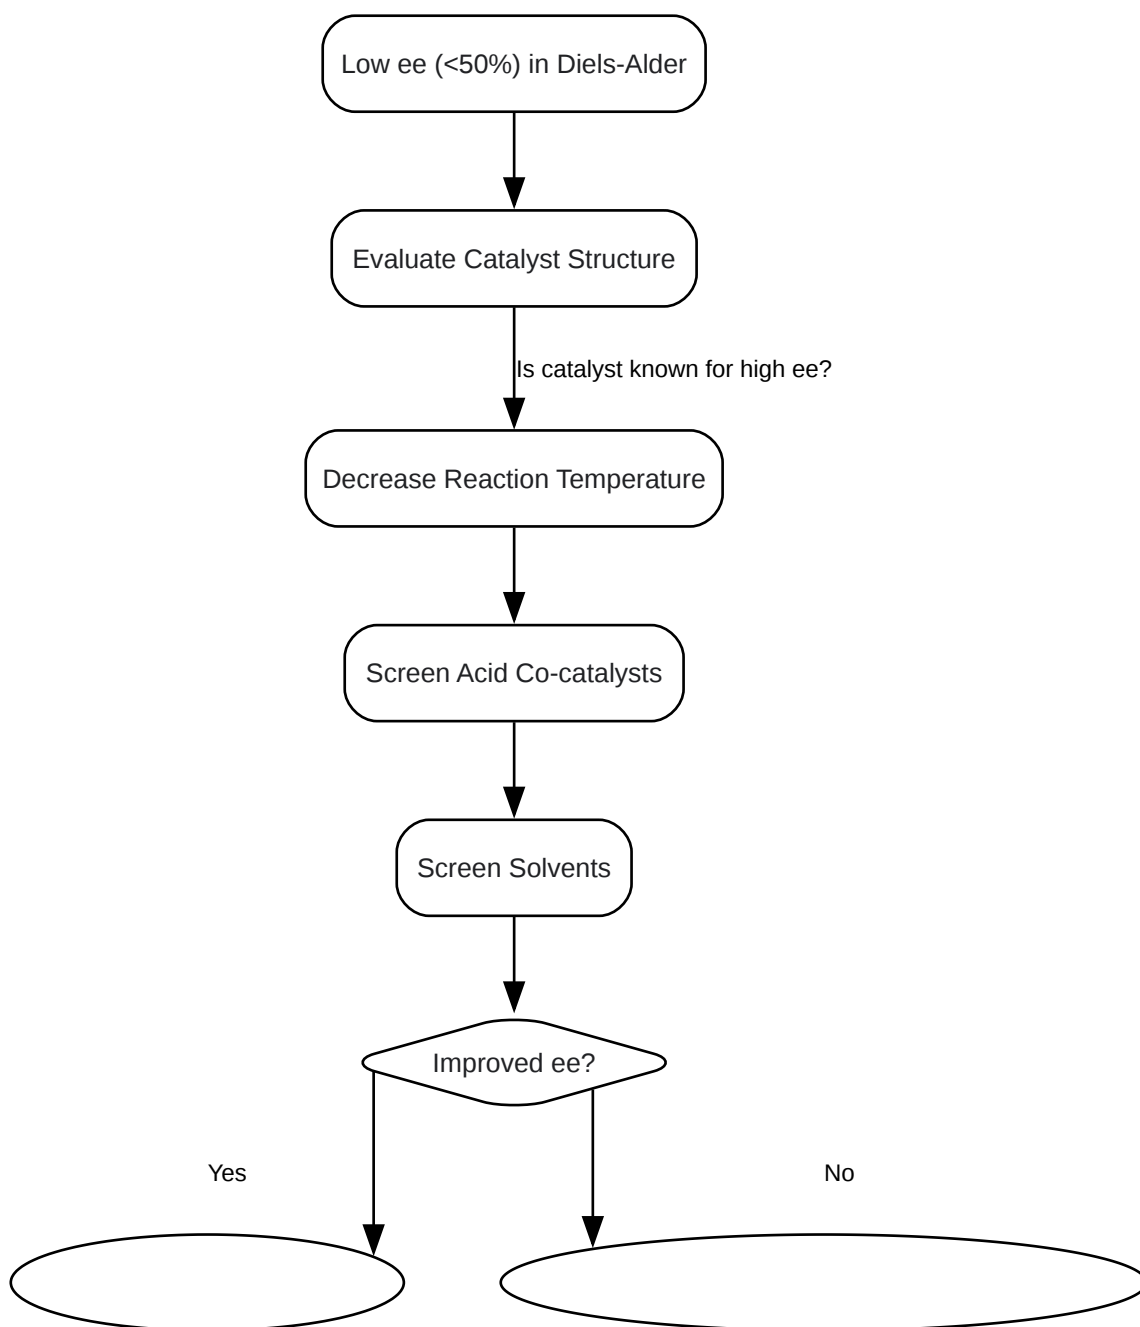 Low ee (<50%) in Diels-Alder
Evaluate Catalyst Structure
Is catalyst known for high ee?
Decrease Reaction Temperature
Screen Acid Co-catalysts
Screen Solvents
Improved ee?
Yes
No